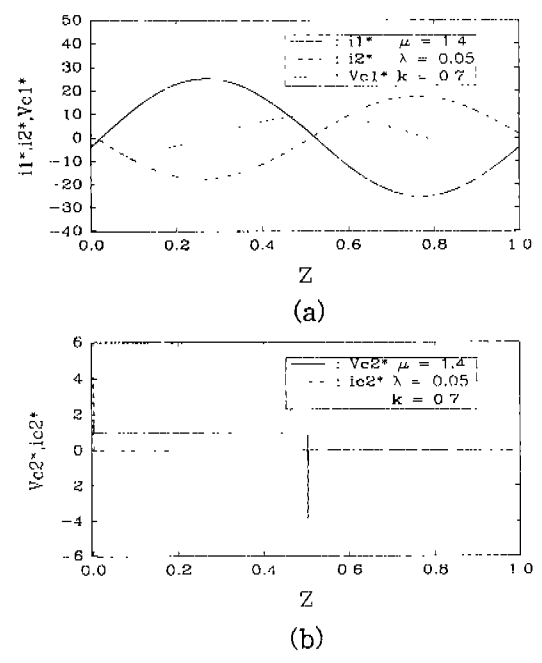 50
40
30
20
10
0
-10
-20
-30
-40
i1*,i2*,Vc1*
: i1* μ = 1.4
: i2* λ = 0.05
Vc1* k = 0.7
0.0 0.2 0.4 0.6 0.8 1.0
Z
(a)
6
4
2
0
-2
-4
-6
Vc2*,ic2*
: Vc2* μ = 1.4
: ic2* λ = 0.05
k = 0.7
0.0 0.2 0.4 0.6 0.8 1.0
Z
(b)